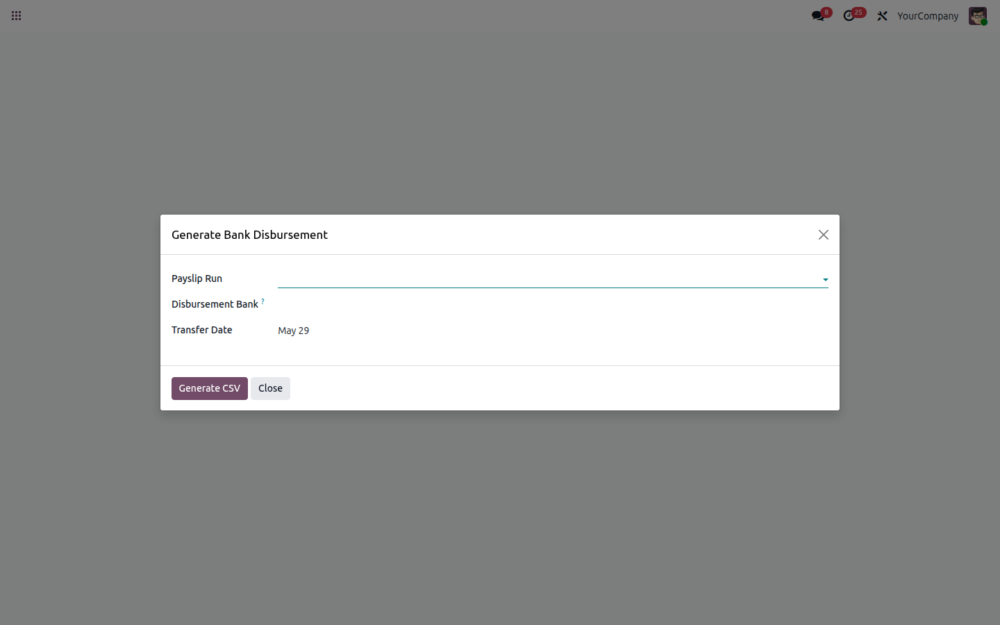 8
25
YourCompany
Generate Bank Disbursement
Payslip Run
Disbursement Bank ?
Transfer Date
May 29
Generate CSV
Close